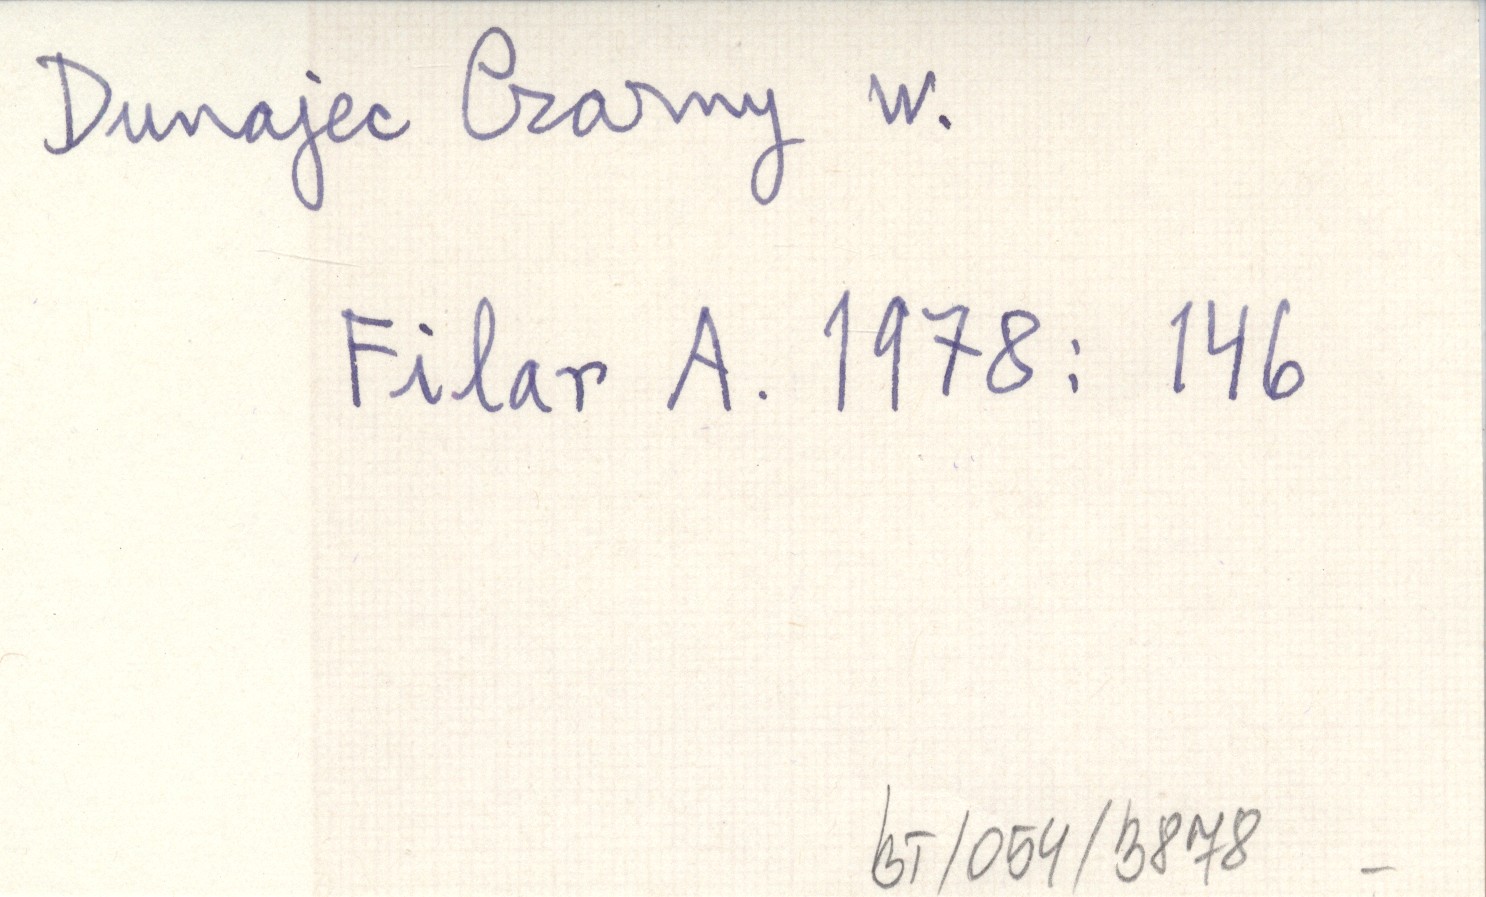 Dunajec Czarny w.
Filar A. 1978: 146
BT/054/3878 –